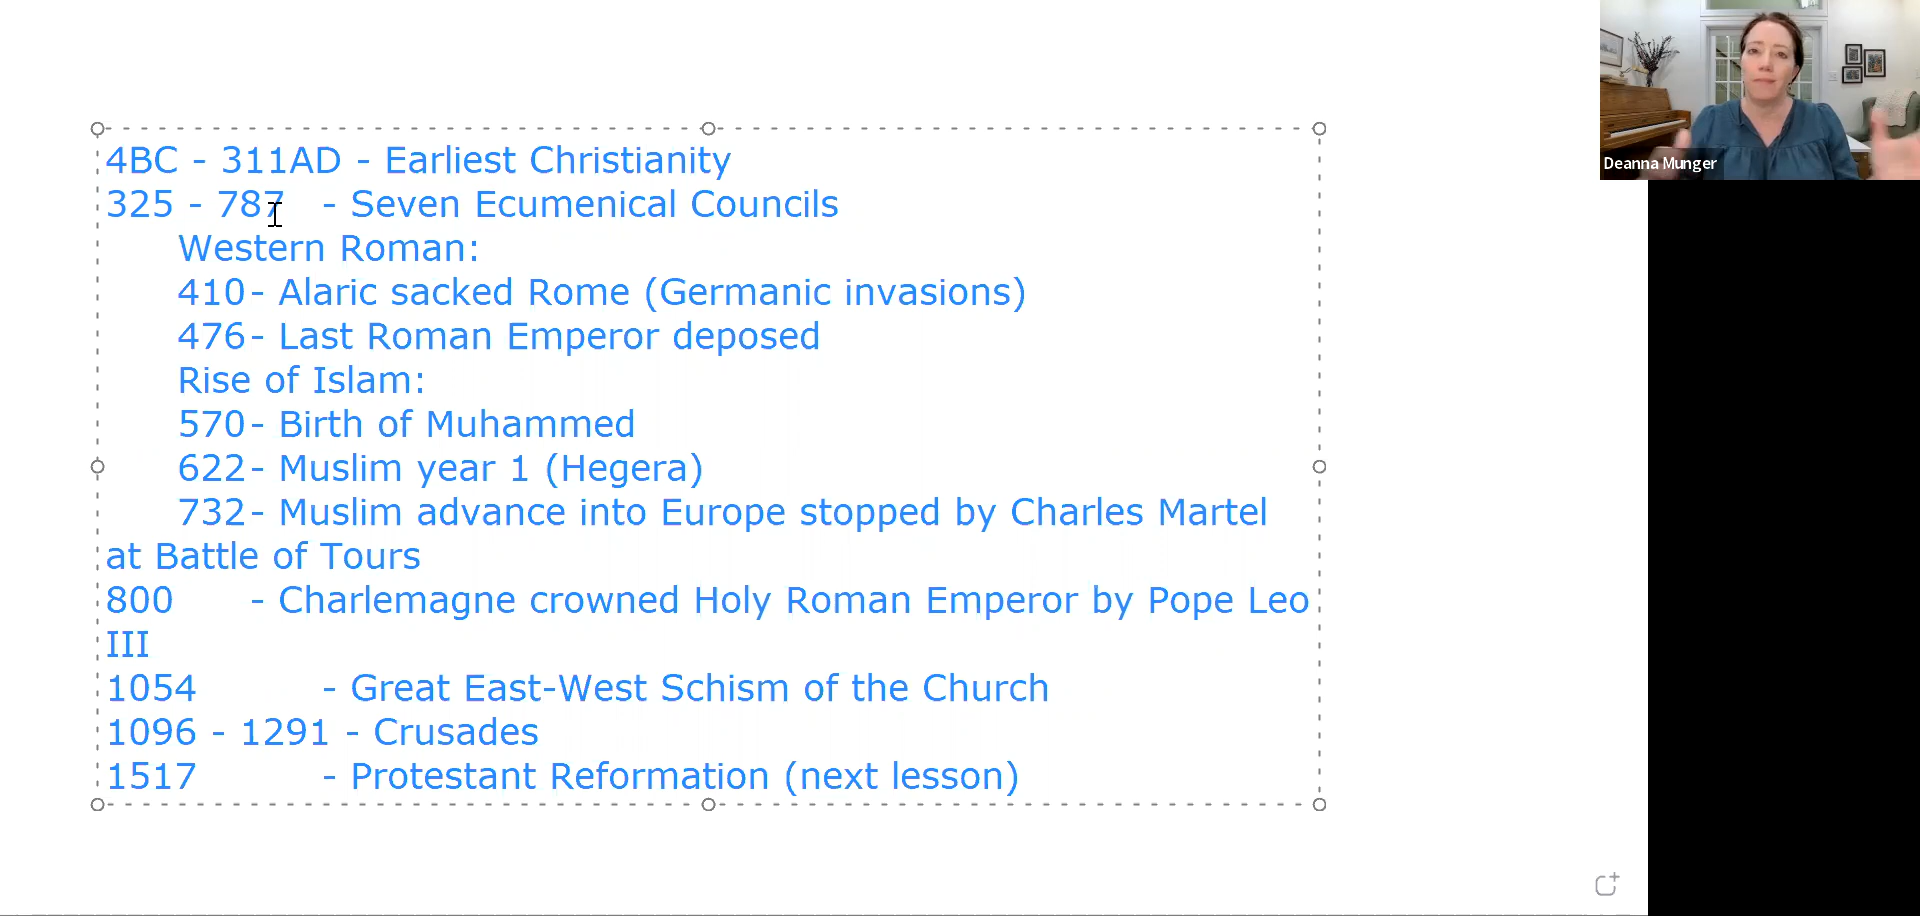 4BC - 311AD - Earliest Christianity
325 - 787 - Seven Ecumenical Councils
Western Roman:
410 - Alaric sacked Rome (Germanic invasions)
476 - Last Roman Emperor deposed
Rise of Islam:
570 - Birth of Muhammed
622 - Muslim year 1 (Hegera)
732 - Muslim advance into Europe stopped by Charles Martel
at Battle of Tours
800 - Charlemagne crowned Holy Roman Emperor by Pope Leo
III
1054 - Great East-West Schism of the Church
1096 - 1291 - Crusades
1517 - Protestant Reformation (next lesson)
Deanna Munger